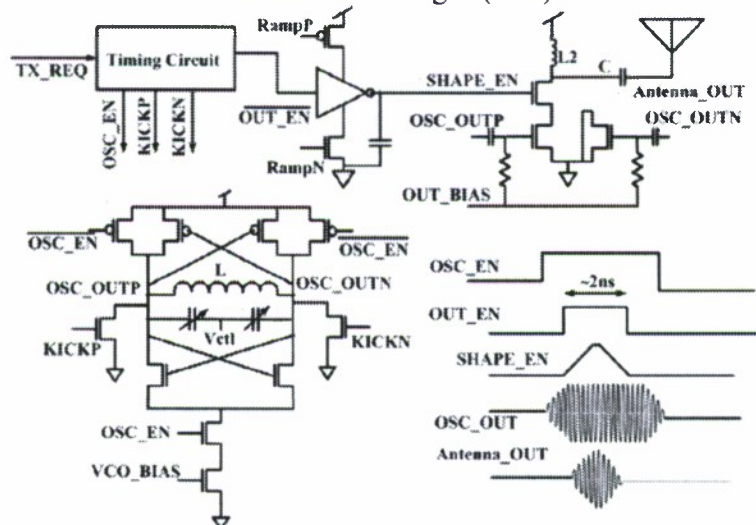 RampP
Timing Circuit
TX_REQ
OSC_EN
KICKP
KICKN
OUT_EN
RampN
SHAPE_EN
L2
C
Antenna_OUT
OSC_OUTP
OSC_OUTN
OUT_BIAS
OSC_EN
OSC_EN
OSC_OUTP
L
OSC_OUTN
KICKP
Vctl
KICKN
OSC_EN
VCO_BIAS
OSC_EN
~2ns
OUT_EN
SHAPE_EN
OSC_OUT
Antenna_OUT